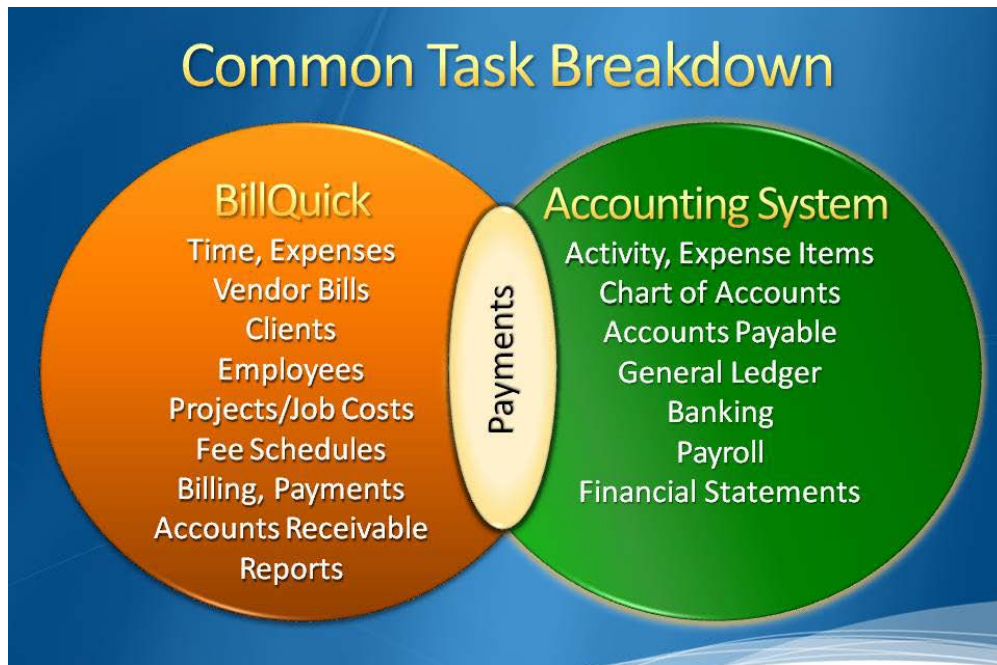 Common Task Breakdown
BillQuick
Time, Expenses
Vendor Bills
Clients
Employees
Projects/Job Costs
Fee Schedules
Billing, Payments
Accounts Receivable
Reports
Payments
Accounting System
Activity, Expense Items
Chart of Accounts
Accounts Payable
General Ledger
Banking
Payroll
Financial Statements